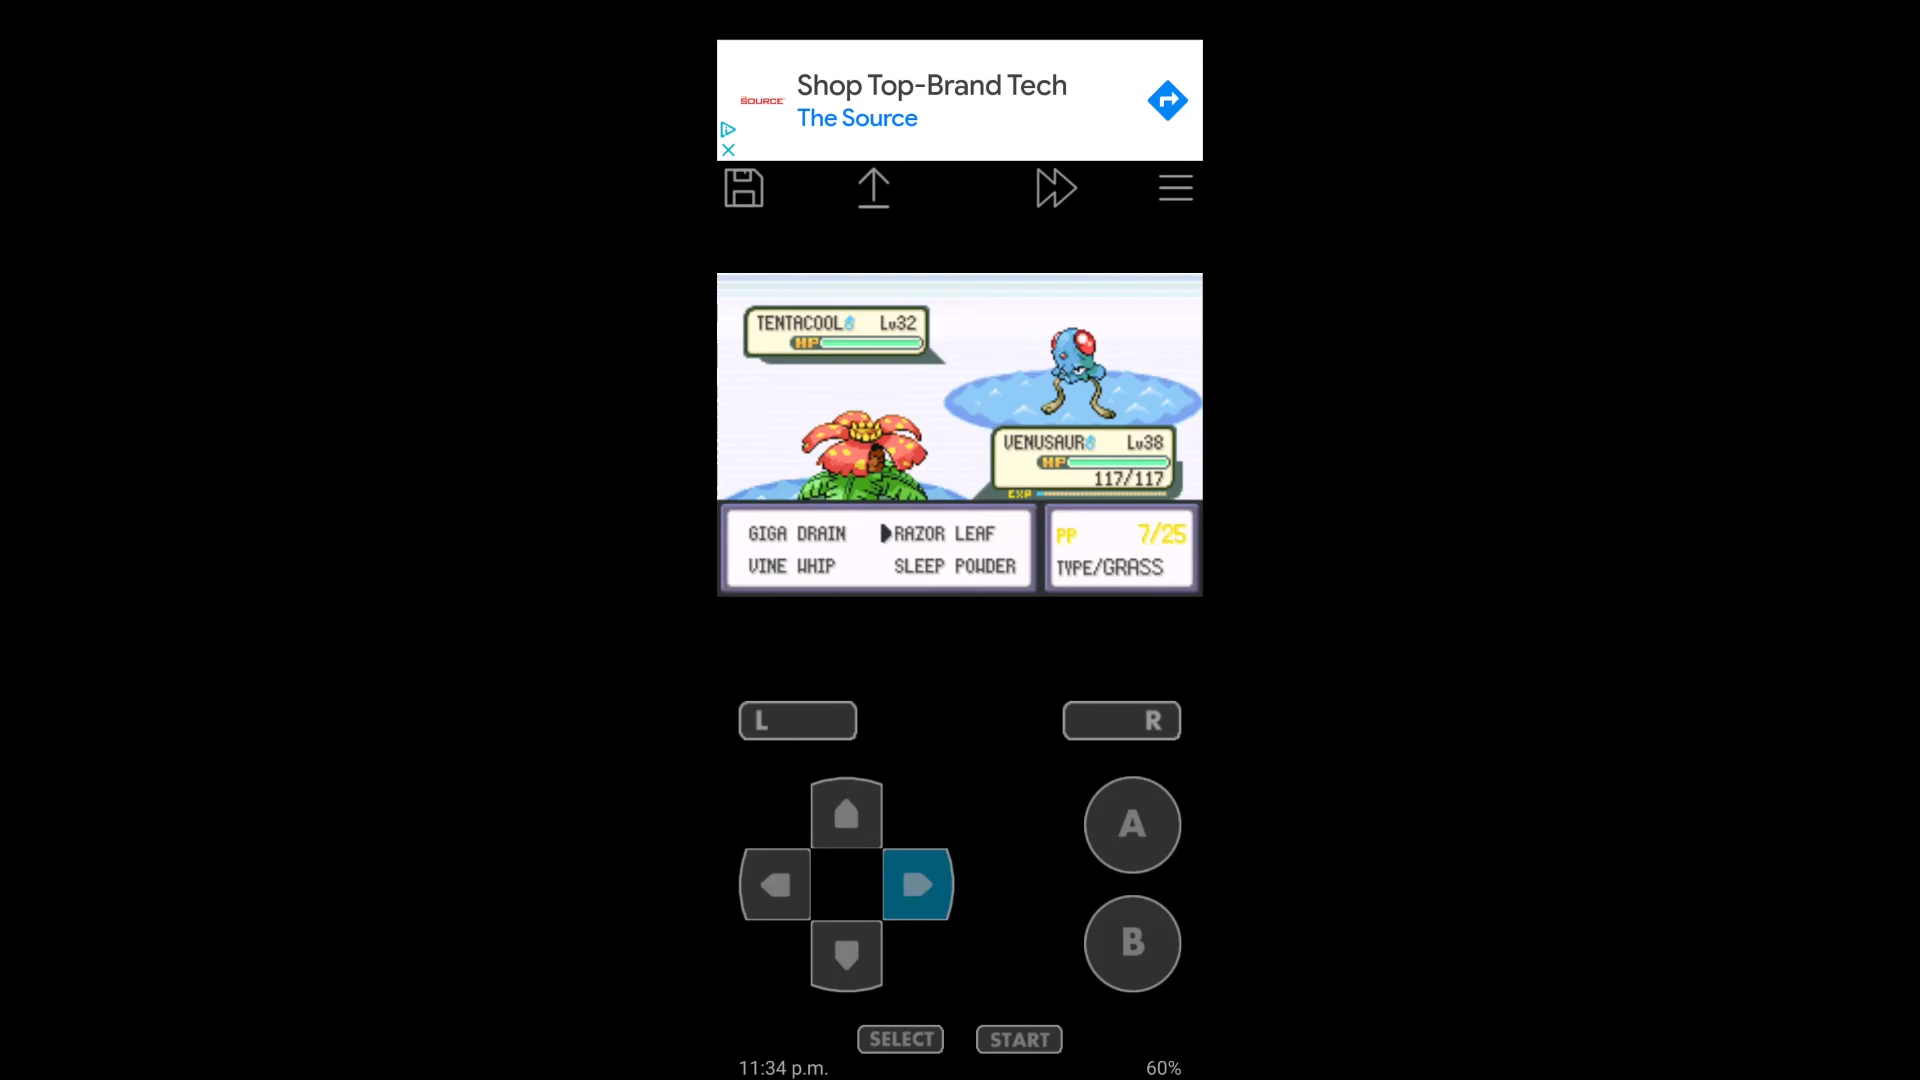 Shop Top-Brand Tech
THE SOURCE
The Source
TENTACOOL♂ Lv32
HP
VENUSAUR♂ Lv38
HP
117/117
EXP
GIGA DRAIN ▶RAZOR LEAF
VINE WHIP SLEEP POWDER
PP 7/25
TYPE/GRASS
L R
A
B
SELECT START
11:34 p.m. 60%